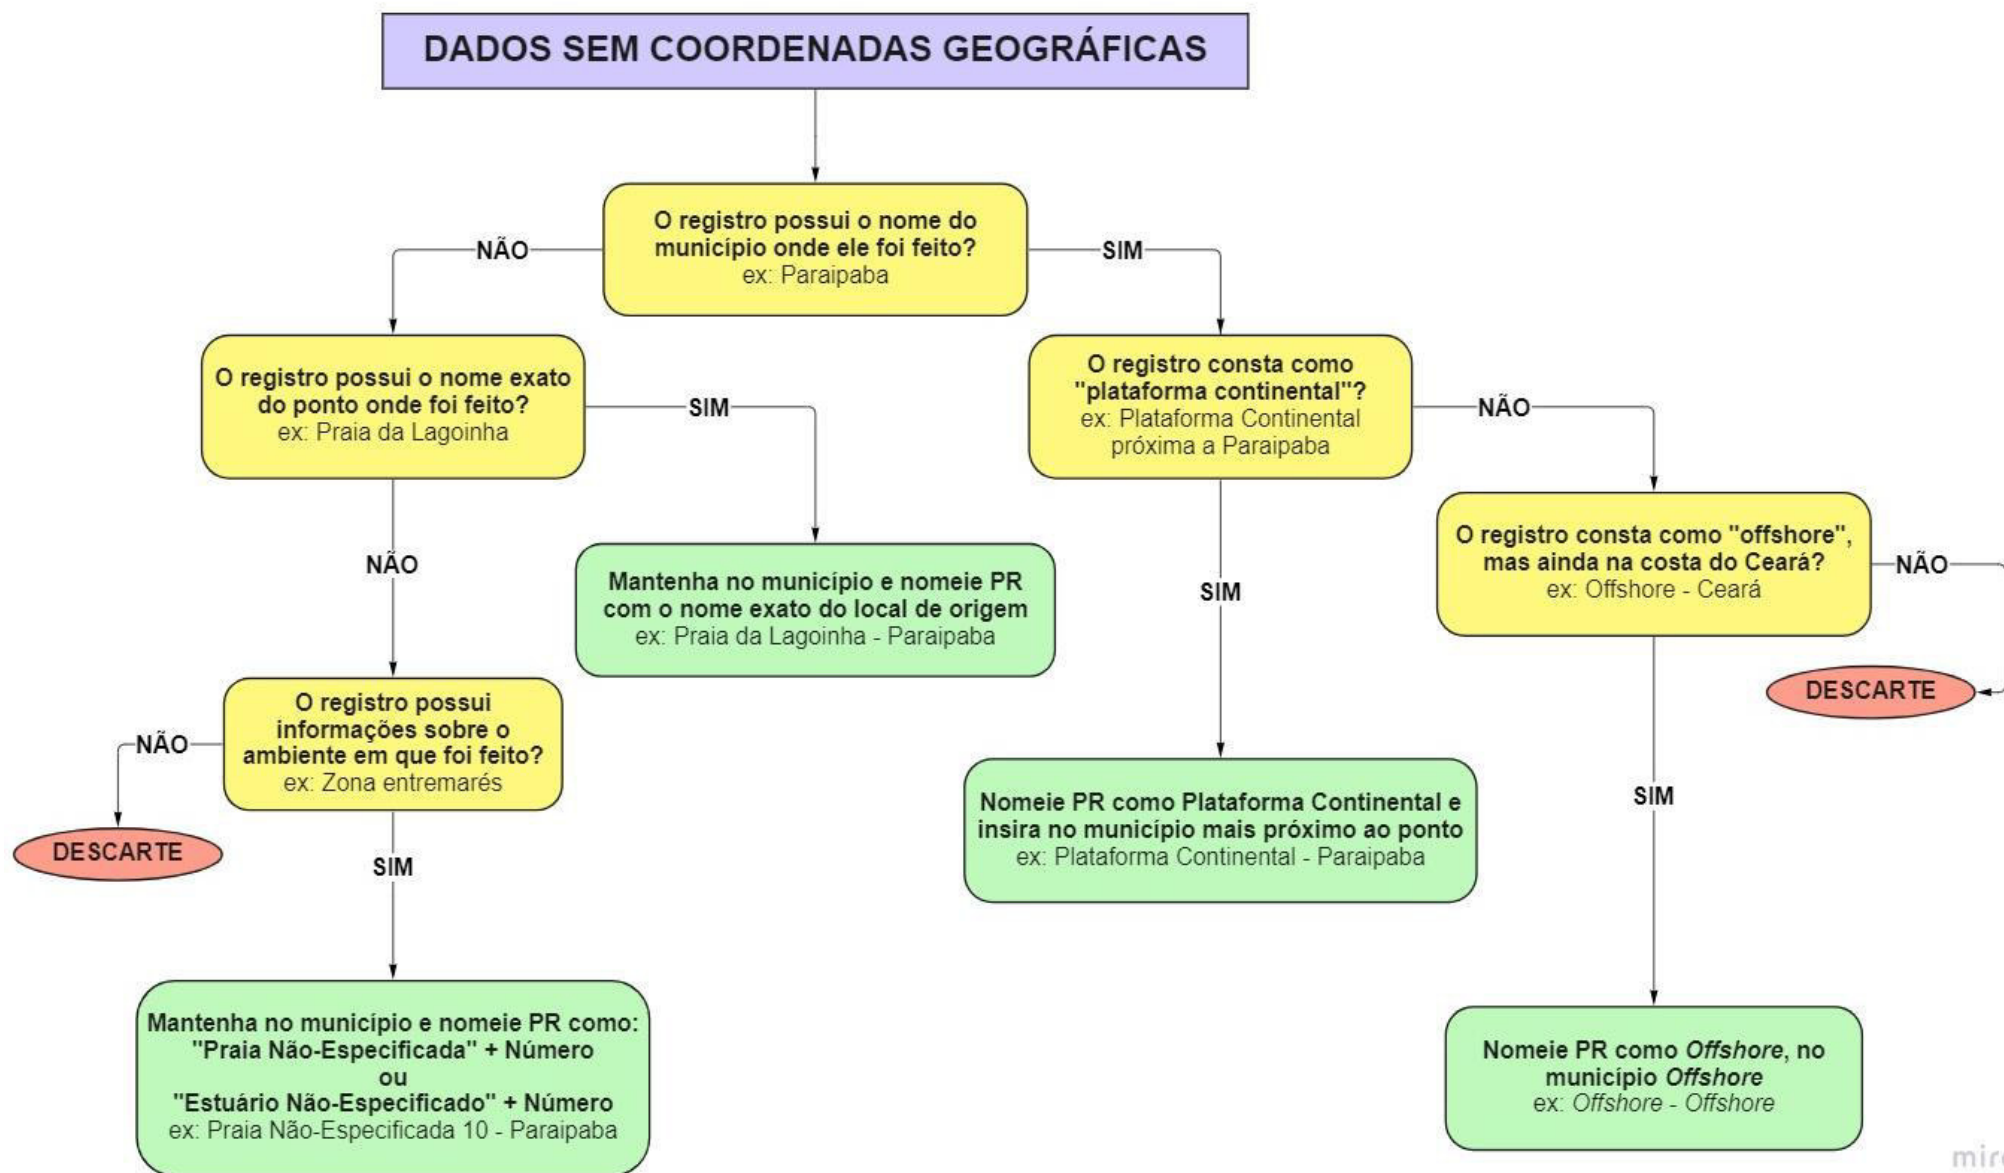 DADOS SEM COORDENADAS GEOGRÁFICAS
O registro possui o nome do
município onde ele foi feito?
ex: Paraipaba
NÃO
SIM
O registro possui o nome exato
do ponto onde foi feito?
ex: Praia da Lagoinha
SIM
NÃO
Mantenha no município e nomeie PR
com o nome exato do local de origem
ex: Praia da Lagoinha - Paraipaba
O registro possui
informações sobre o
ambiente em que foi feito?
ex: Zona entremarés
NÃO
DESCARTE
SIM
Mantenha no município e nomeie PR como:
"Praia Não-Especificada" + Número
ou
"Estuário Não-Especificado" + Número
ex: Praia Não-Especificada 10 - Paraipaba
O registro consta como
"plataforma continental"?
ex: Plataforma Continental
próxima a Paraipaba
NÃO
SIM
Nomeie PR como Plataforma Continental e
insira no município mais próximo ao ponto
ex: Plataforma Continental - Paraipaba
O registro consta como "offshore",
mas ainda na costa do Ceará?
ex: Offshore - Ceará
NÃO
DESCARTE
SIM
Nomeie PR como Offshore, no
município Offshore
ex: Offshore - Offshore